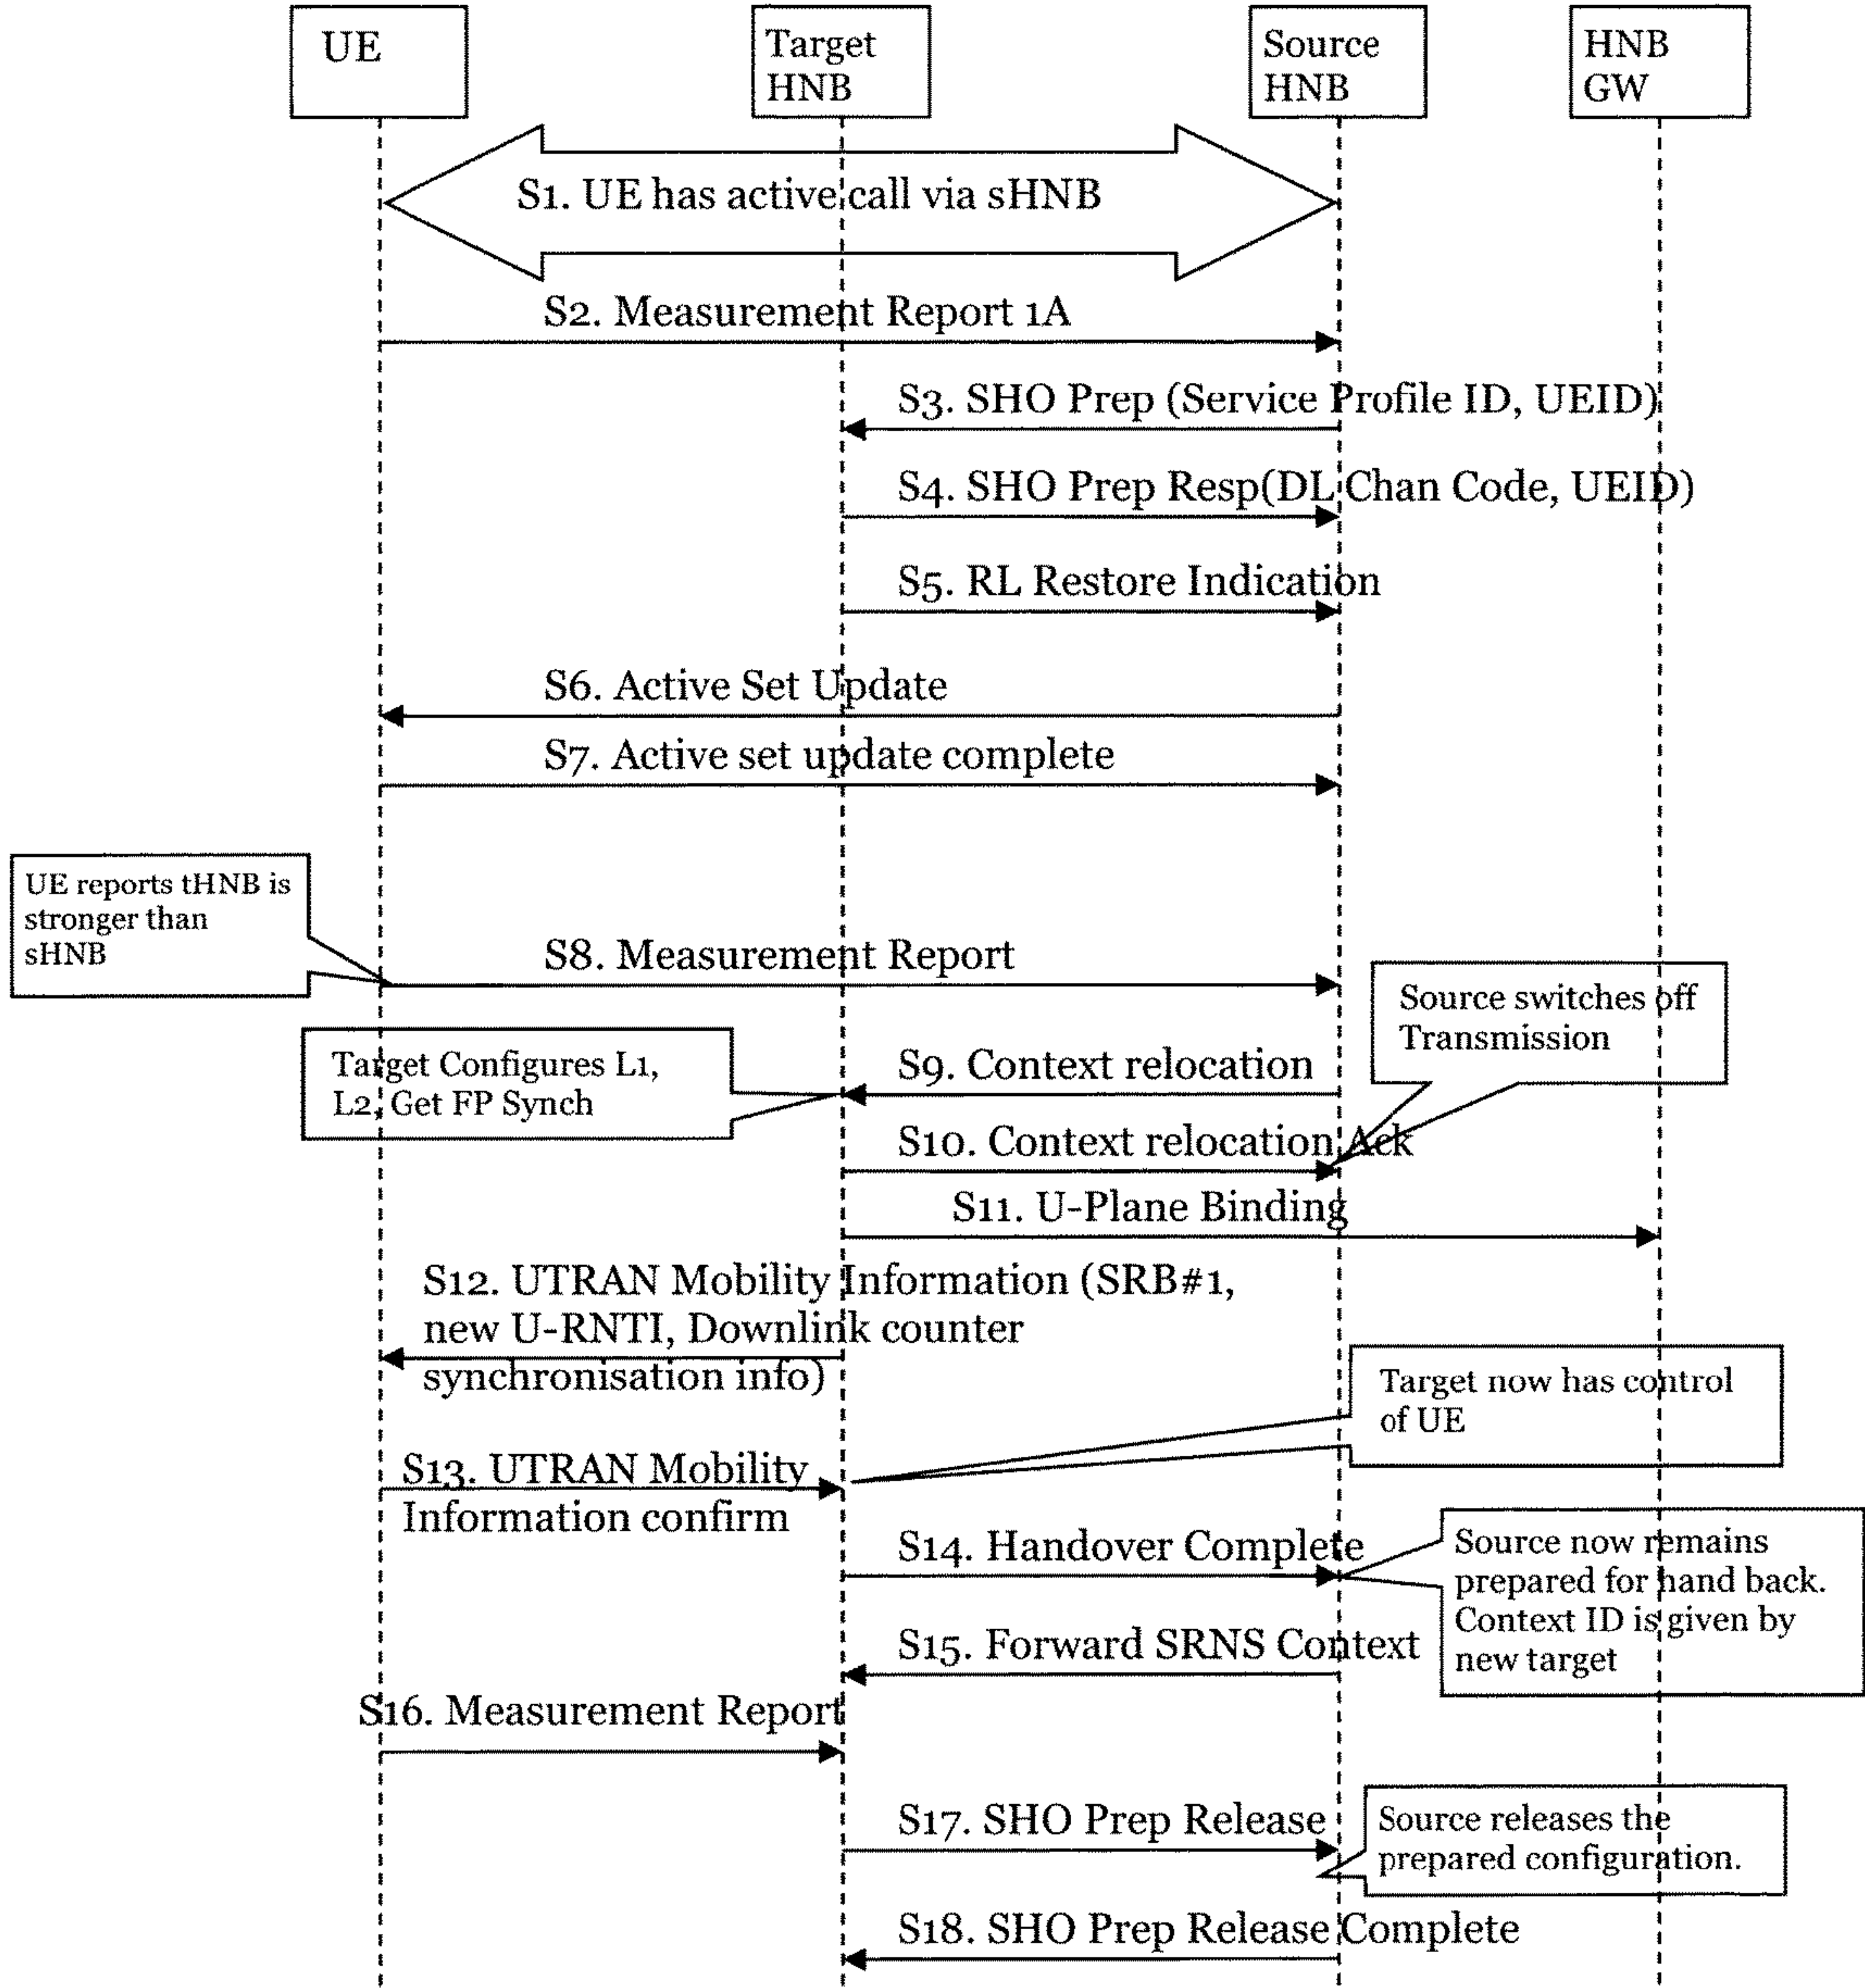 UE
Target
HNB
Source
HNB
HNB
GW
S1. UE has active call via sHNB
S2. Measurement Report 1A
S3. SHO Prep (Service Profile ID, UEID)
S4. SHO Prep Resp(DL Chan Code, UEID)
S5. RL Restore Indication
S6. Active Set Update
S7. Active set update complete
UE reports tHNB is
stronger than
sHNB
S8. Measurement Report
Source switches off
Transmission
Target Configures L1,
L2, Get FP Synch
S9. Context relocation
S10. Context relocation Ack
S11. U-Plane Binding
S12. UTRAN Mobility Information (SRB#1,
new U-RNTI, Downlink counter
synchronisation info)
Target now has control
of UE
S13. UTRAN Mobility
Information confirm
S14. Handover Complete
Source now remains
prepared for hand back.
Context ID is given by
new target
S15. Forward SRNS Context
S16. Measurement Report
S17. SHO Prep Release
Source releases the
prepared configuration.
S18. SHO Prep Release Complete